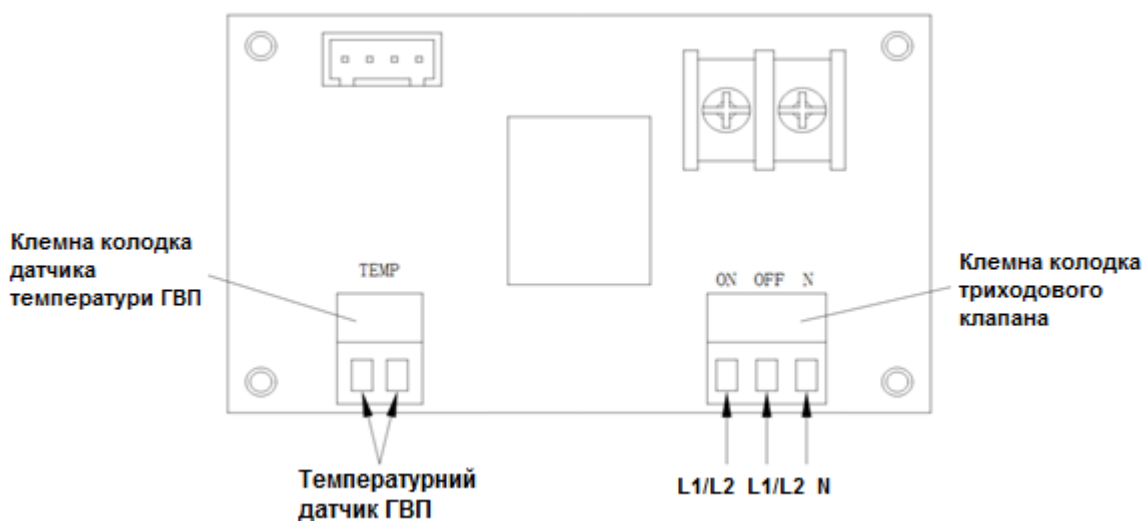 Клемна колодка
датчика
температури ГВП
TEMP
ON OFF N
Клемна колодка
триходового
клапана
Температурний
датчик ГВП
L1/L2 L1/L2 N